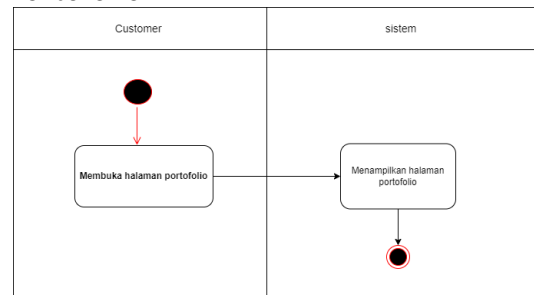 Customer
sistem
Membuka halaman portofolio
Menampilkan halaman
portofolio